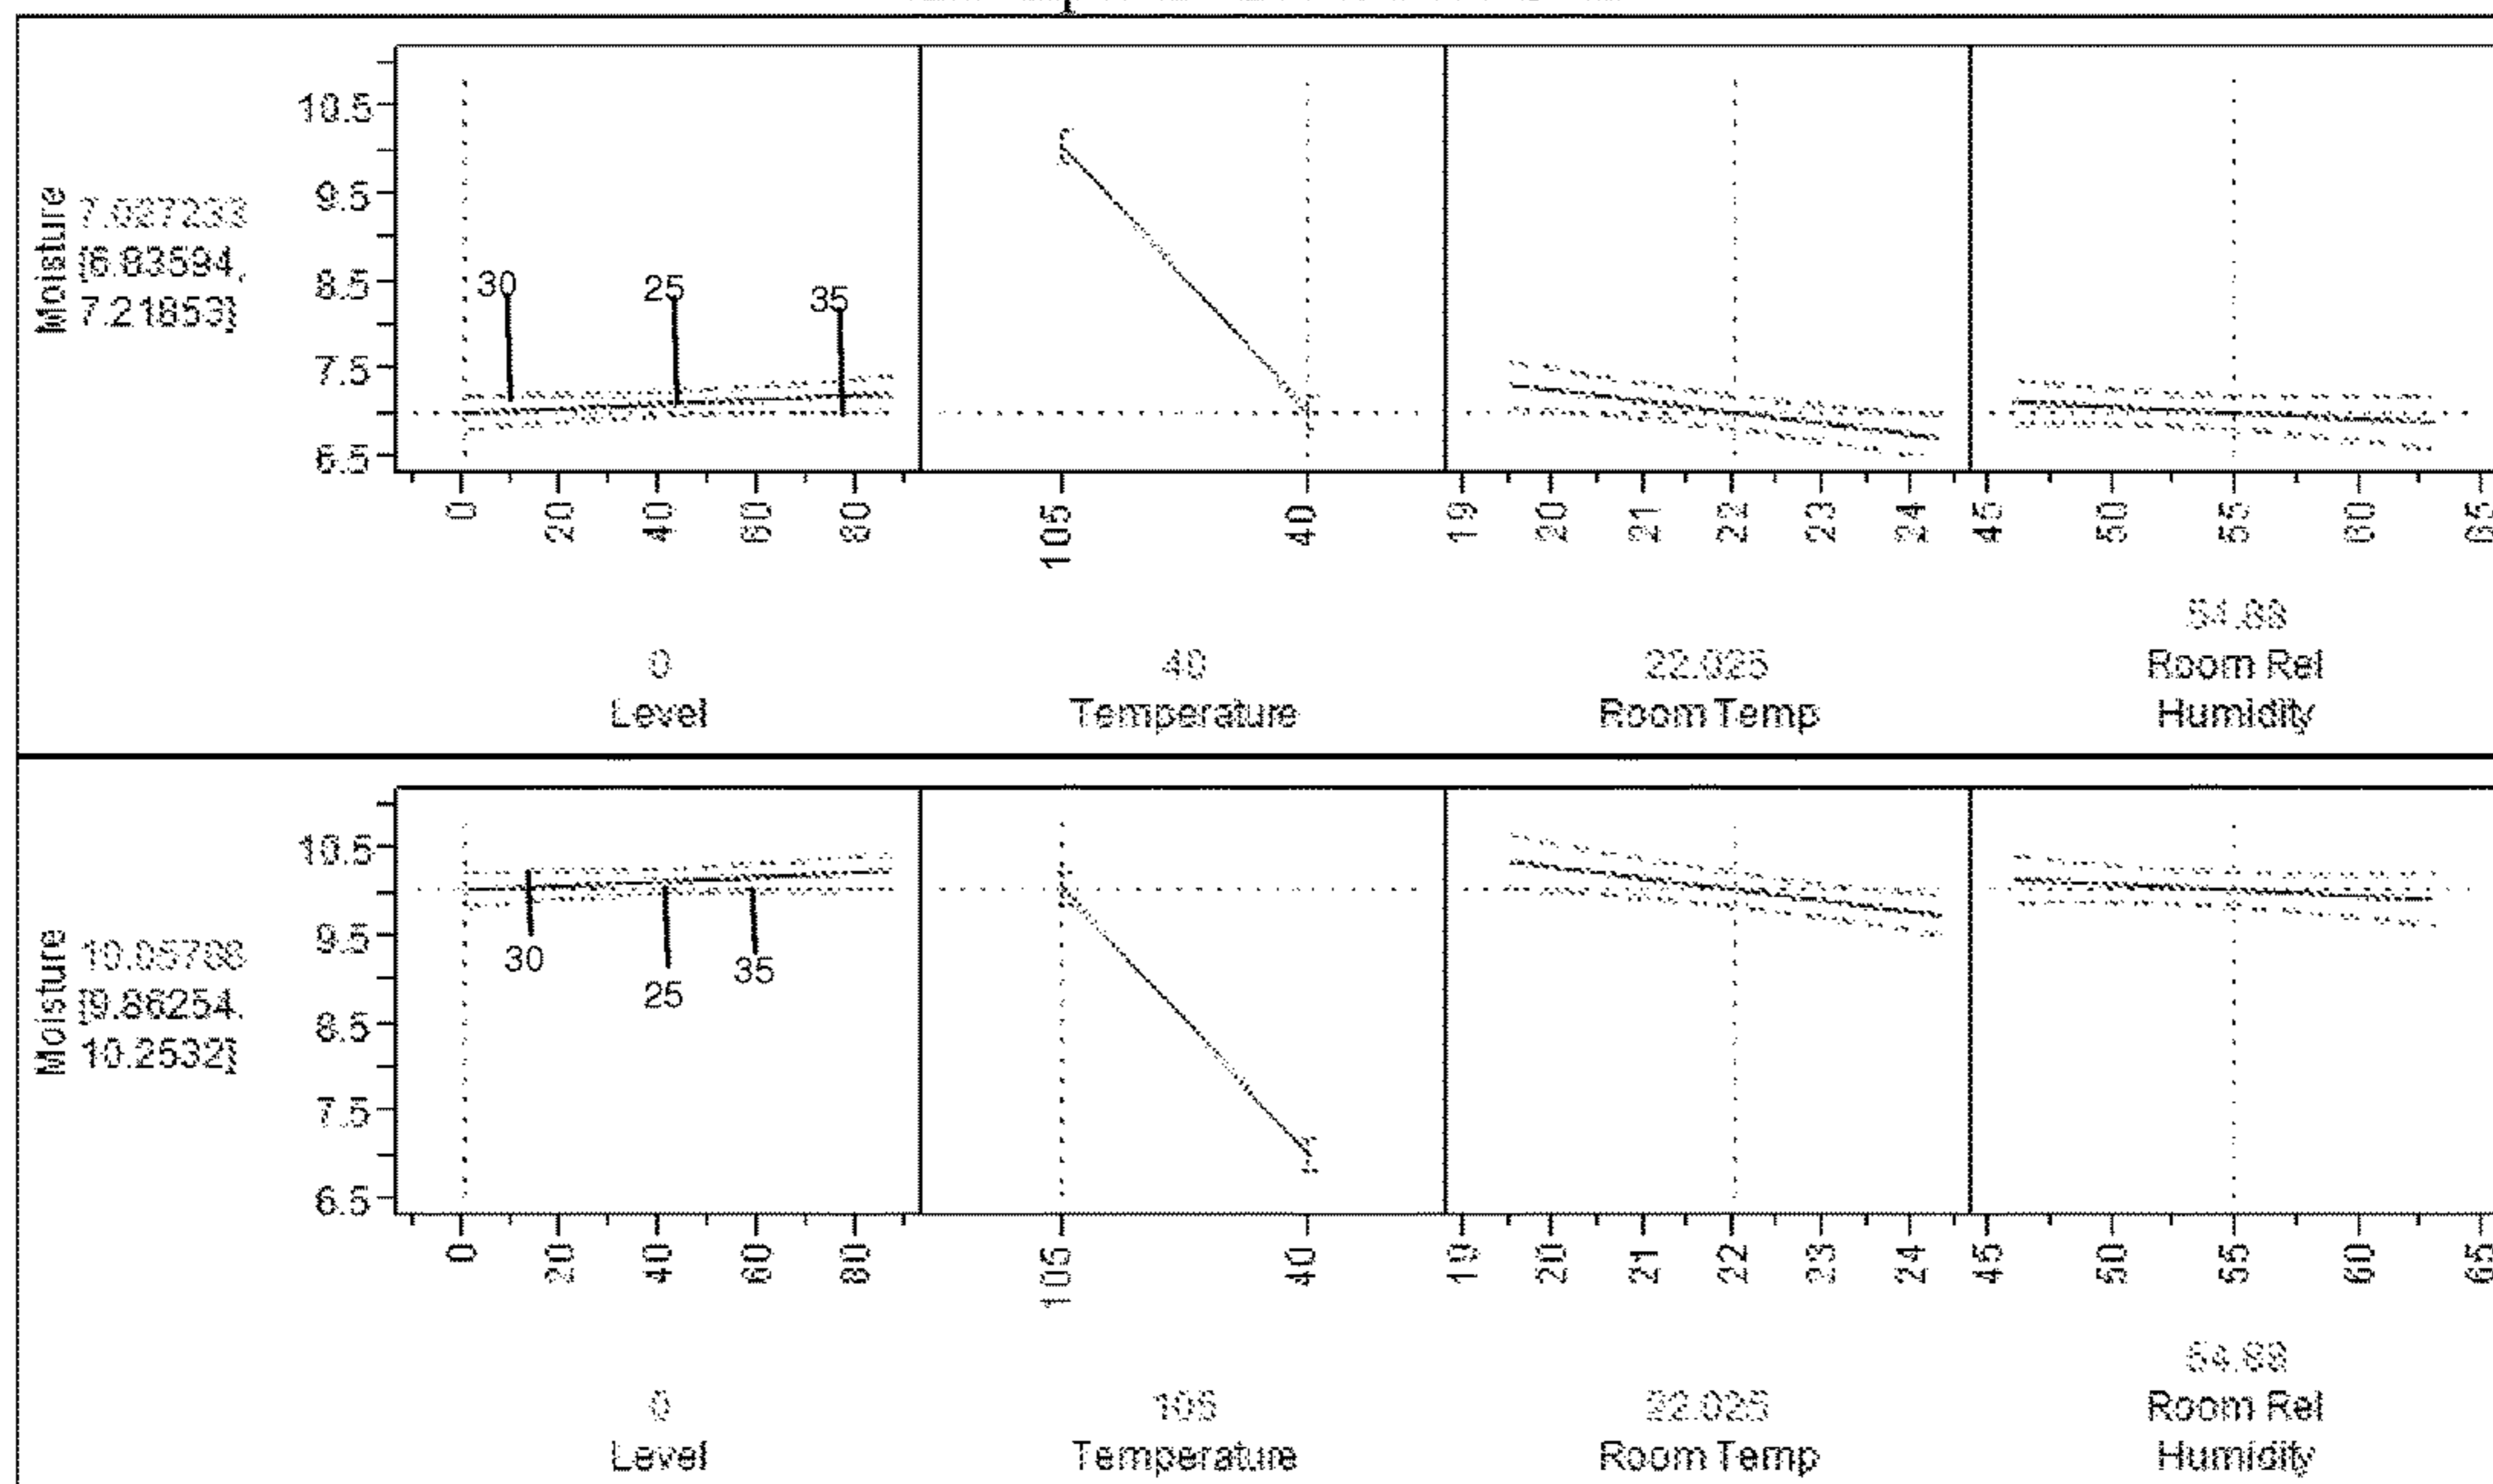 Moisture
7.027233
[6.83594,
7.21853]
10.5
9.5
8.5
7.5
6.5
30
25
35
0 20 40 60 80
105 40
19 20 21 22 23 24
45 50 55 60 65
0
Level
40
Temperature
22.025
Room Temp
54.88
Room Rel
Humidity
Moisture
10.05788
[9.86254,
10.2532]
10.5
9.5
8.5
7.5
6.5
30
25
35
0 20 40 60 80
105 40
19 20 21 22 23 24
45 50 55 60 65
0
Level
105
Temperature
22.025
Room Temp
54.88
Room Rel
Humidity